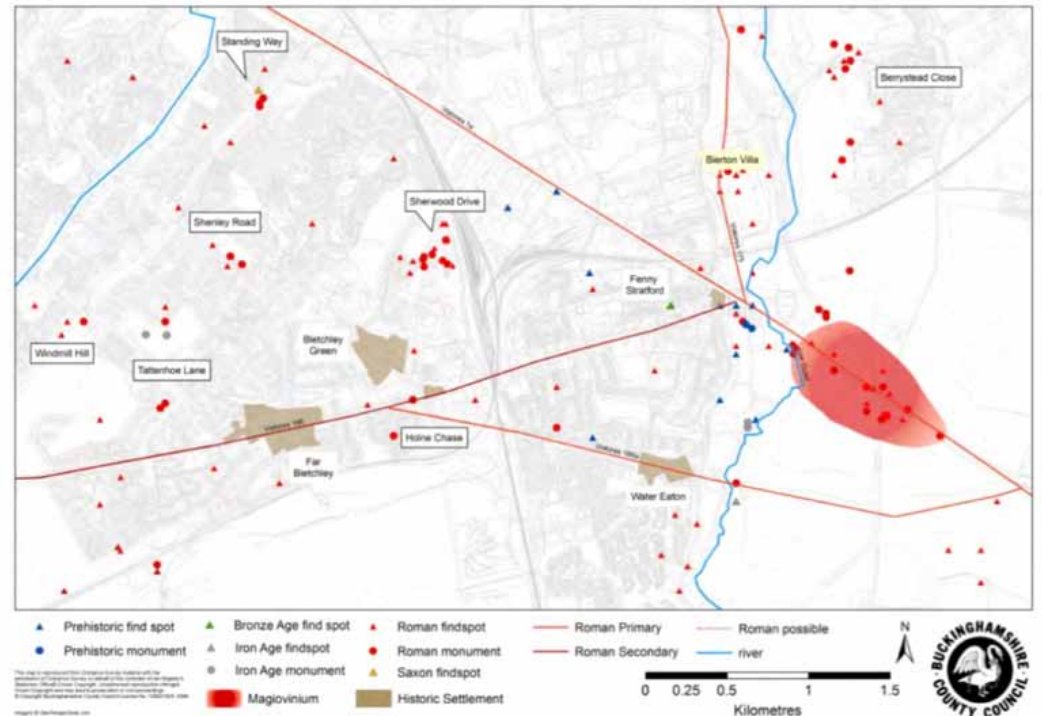 Standing Way
Berrystead Close
Bierton Villa
Sherwood Drive
Shenley Road
Fenny
Stratford
Bletchley
Green
Windmill Hill
Tattenhoe Lane
Holne Chase
Far
Bletchley
Water Eaton
Prehistoric find spot
Prehistoric monument
Bronze Age find spot
Iron Age findspot
Iron Age monument
Magiovinium
Roman findspot
Roman monument
Saxon findspot
Historic Settlement
Roman Primary
Roman Secondary
Roman possible
river
N
0 0.25 0.5 1 1.5
Kilometres
BUCKINGHAMSHIRE
COUNTY COUNCIL